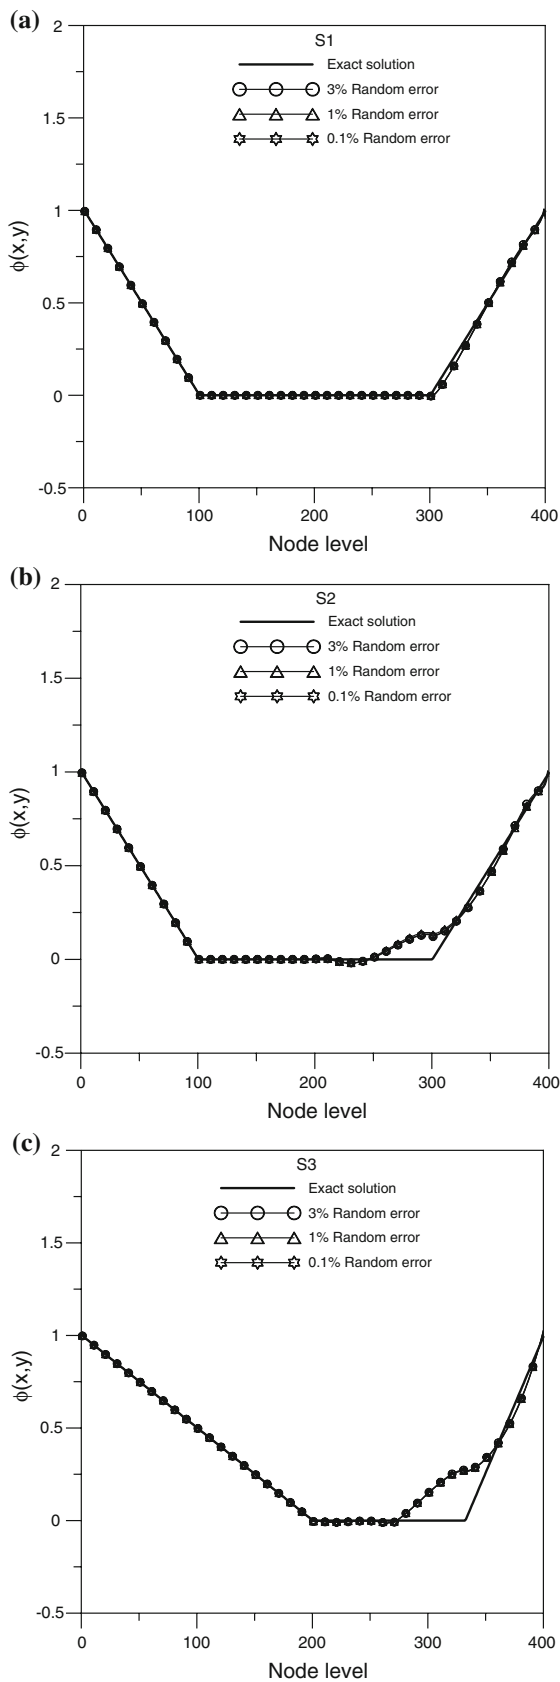 (a)
2
S1
Exact solution
3% Random error
1% Random error
0.1% Random error
1.5
1
0.5
0
-0.5
ϕ(x,y)
0 100 200 300 400
Node level
(b)
2
S2
Exact solution
3% Random error
1% Random error
0.1% Random error
1.5
1
0.5
0
-0.5
ϕ(x,y)
0 100 200 300 400
Node level
(c)
2
S3
Exact solution
3% Random error
1% Random error
0.1% Random error
1.5
1
0.5
0
-0.5
ϕ(x,y)
0 100 200 300 400
Node level